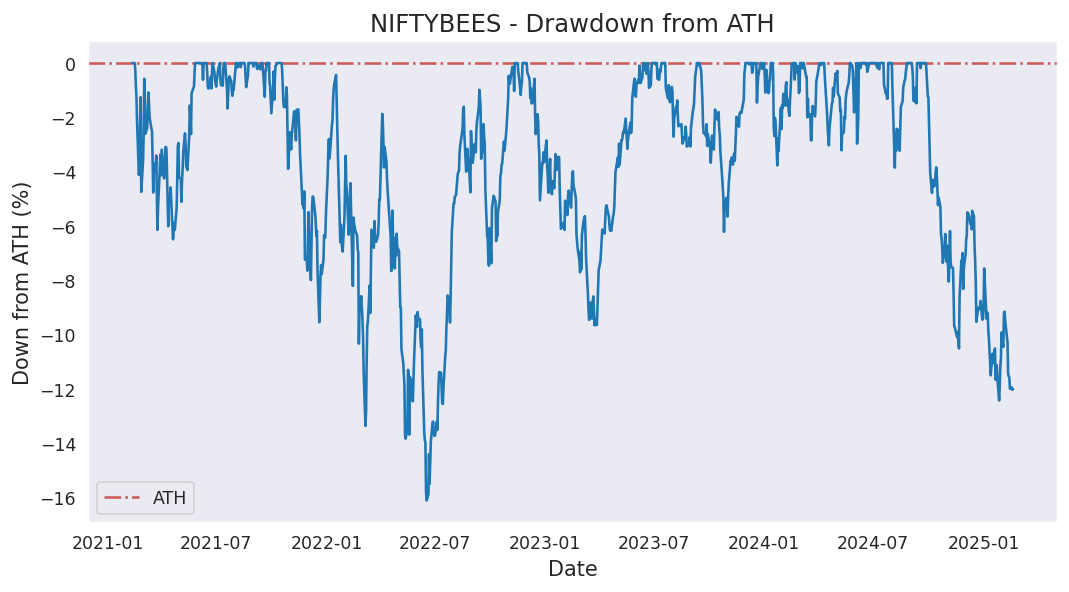 NIFTYBEES - Drawdown from ATH
Down from ATH (%)
0
−2
−4
−6
−8
−10
−12
−14
−16
ATH
2021-01 2021-07 2022-01 2022-07 2023-01 2023-07 2024-01 2024-07 2025-01
Date